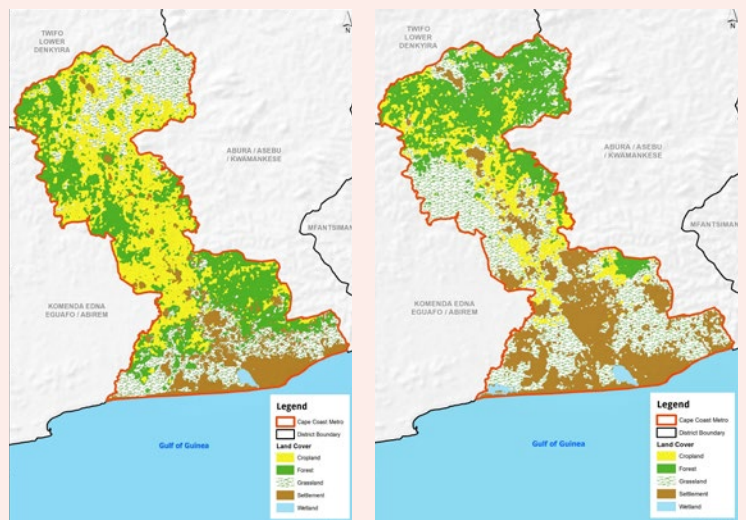 TWIFO
LOWER
DENKYIRA
N
ABURA / ASEBU
/ KWAMANKESE
MFANTSIMAN
KOMENDA EDNA
EGUAFO / ABIREM
Gulf of Guinea
Legend
Cape Coast Metro
District Boundary
Land Cover
Cropland
Forest
Grassland
Settlement
Wetland
TWIFO
LOWER
DENKYIRA
N
ABURA / ASEBU
/ KWAMANKESE
MFANTSIMAN
KOMENDA EDNA
EGUAFO / ABIREM
Gulf of Guinea
Legend
Cape Coast Metro
District Boundary
Land Cover
Cropland
Forest
Grassland
Settlement
Wetland